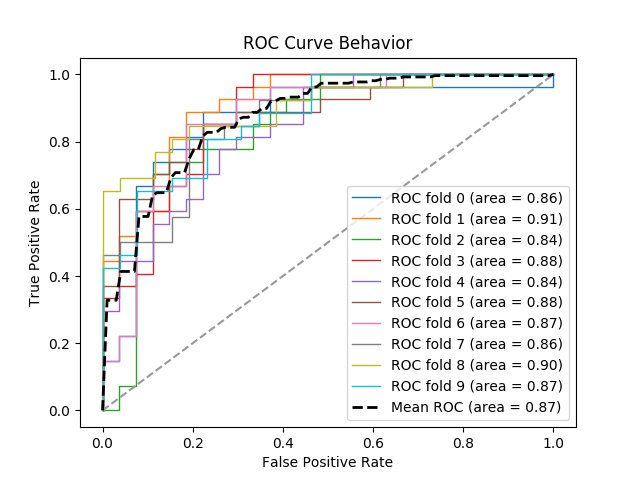 ROC Curve Behavior
True Positive Rate
1.0
0.8
0.6
0.4
0.2
0.0
ROC fold 0 (area = 0.86)
ROC fold 1 (area = 0.91)
ROC fold 2 (area = 0.84)
ROC fold 3 (area = 0.88)
ROC fold 4 (area = 0.84)
ROC fold 5 (area = 0.88)
ROC fold 6 (area = 0.87)
ROC fold 7 (area = 0.86)
ROC fold 8 (area = 0.90)
ROC fold 9 (area = 0.87)
Mean ROC (area = 0.87)
0.0 0.2 0.4 0.6 0.8 1.0
False Positive Rate